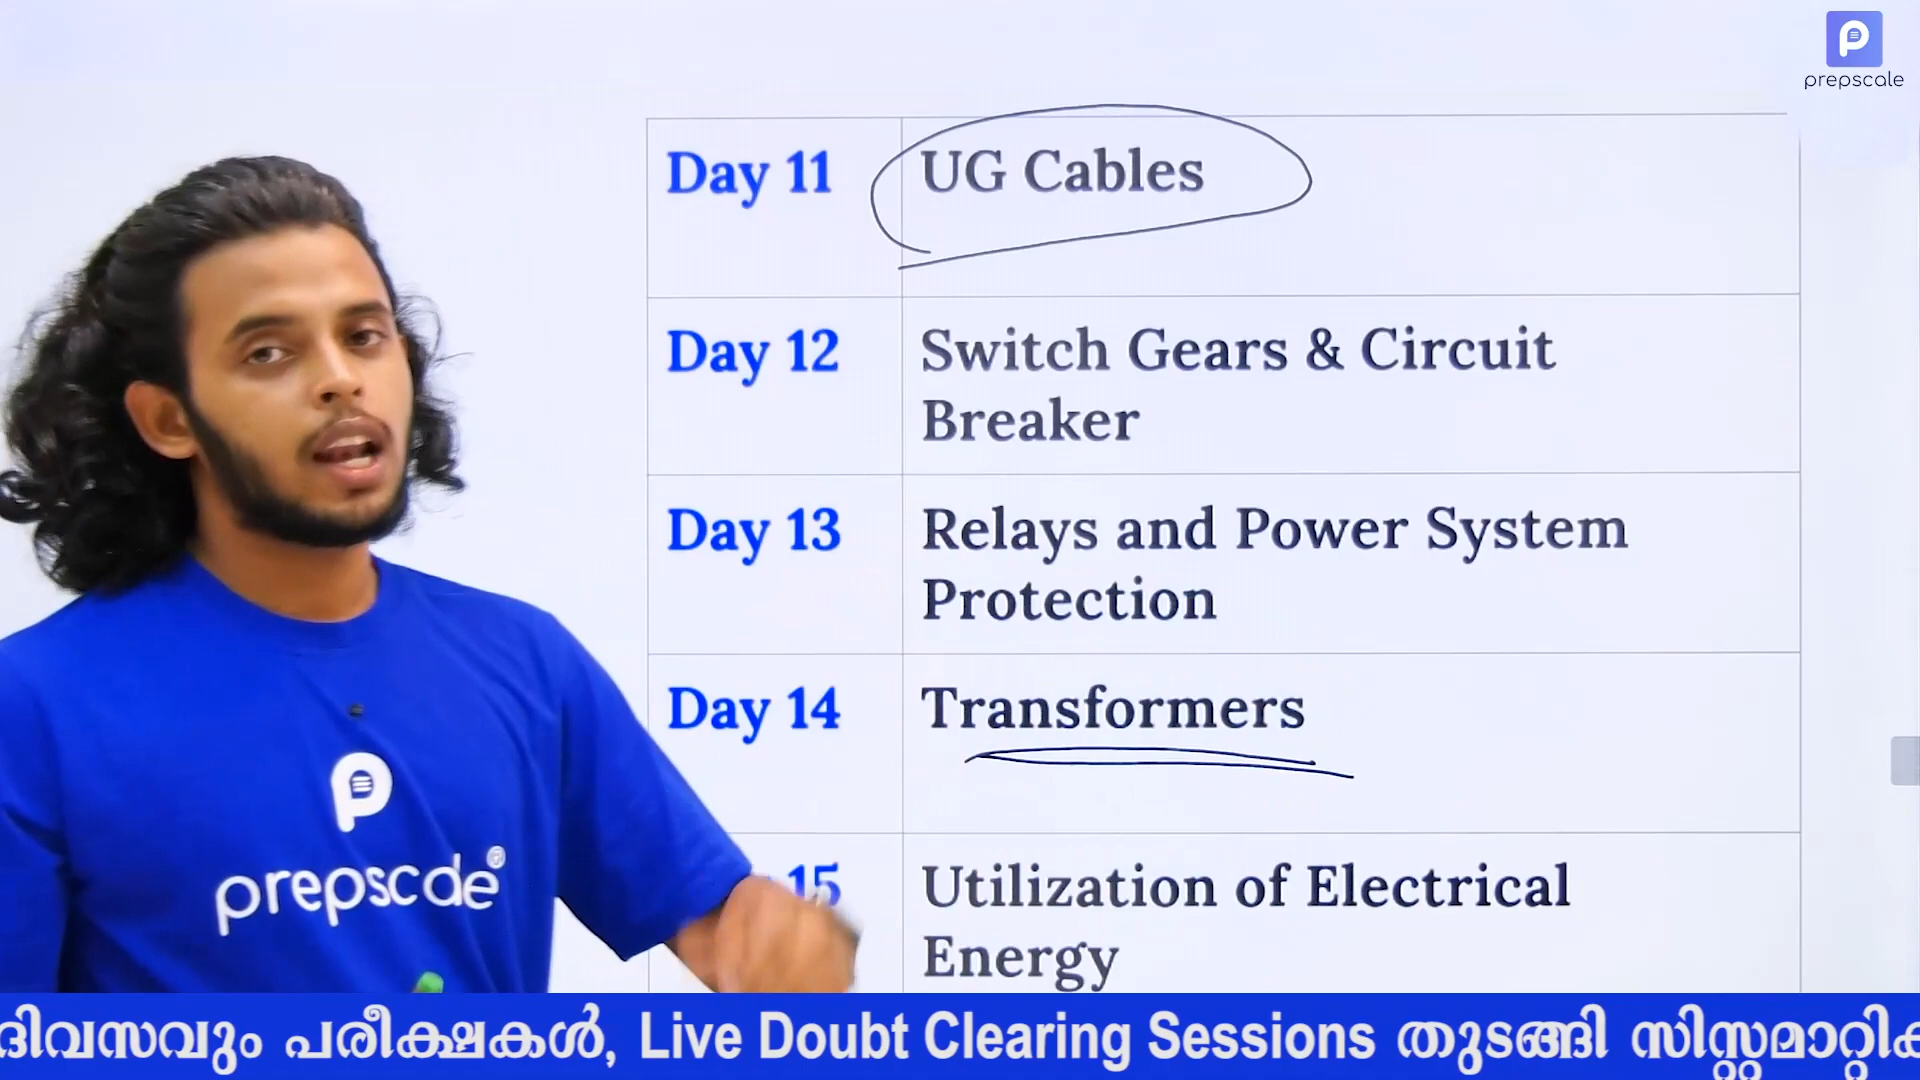 prepscale
Day 11
UG Cables
Day 12
Switch Gears & Circuit
Breaker
Day 13
Relays and Power System
Protection
Day 14
Transformers
15
Utilization of Electrical
Energy
prepscale®
ദിവസവും പരീക്ഷകൾ, Live Doubt Clearing Sessions തുടങ്ങി സിസ്റ്റമാറ്റിക